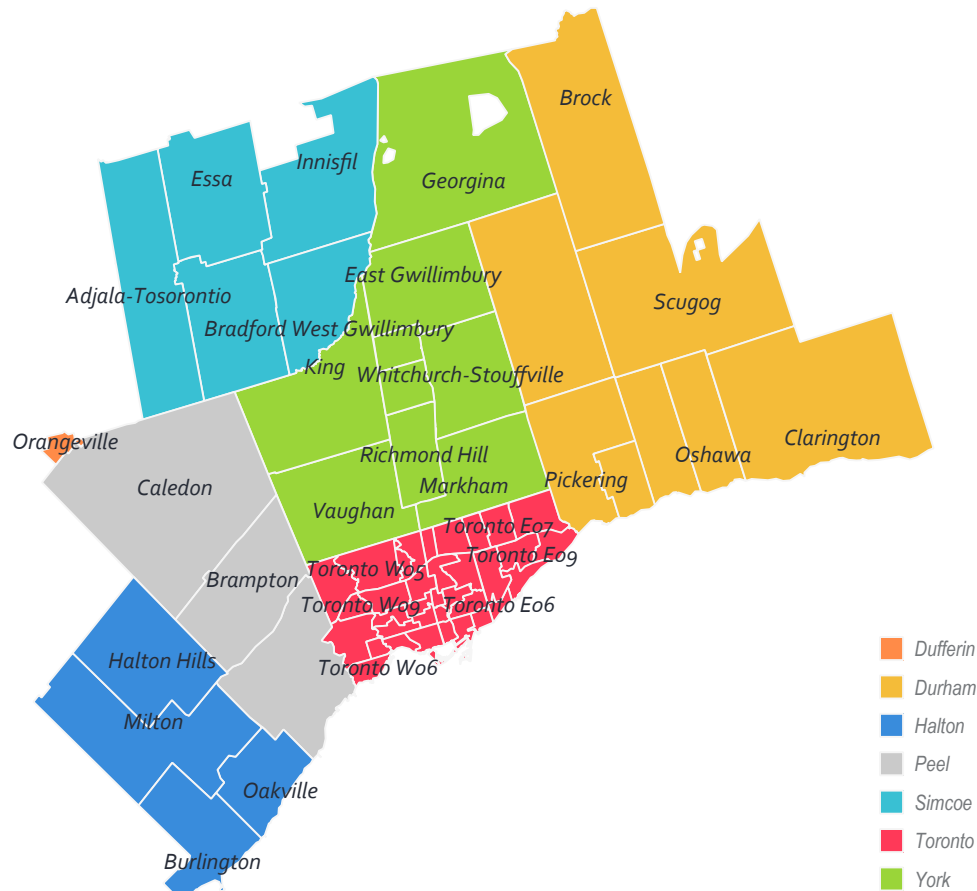 Brock
Innisfil
Essa
Georgina
East Gwillimbury
Adjala-Tosorontio
Scugog
Bradford West Gwillimbury
King
Whitchurch-Stouffville
Orangeville
Clarington
Richmond Hill
Oshawa
Pickering
Caledon
Markham
Vaughan
Toronto E07
Toronto E09
Toronto W05
Brampton
Toronto W09
Toronto E06
Halton Hills
Toronto W06
Milton
Oakville
Burlington
Dufferin
Durham
Halton
Peel
Simcoe
Toronto
York